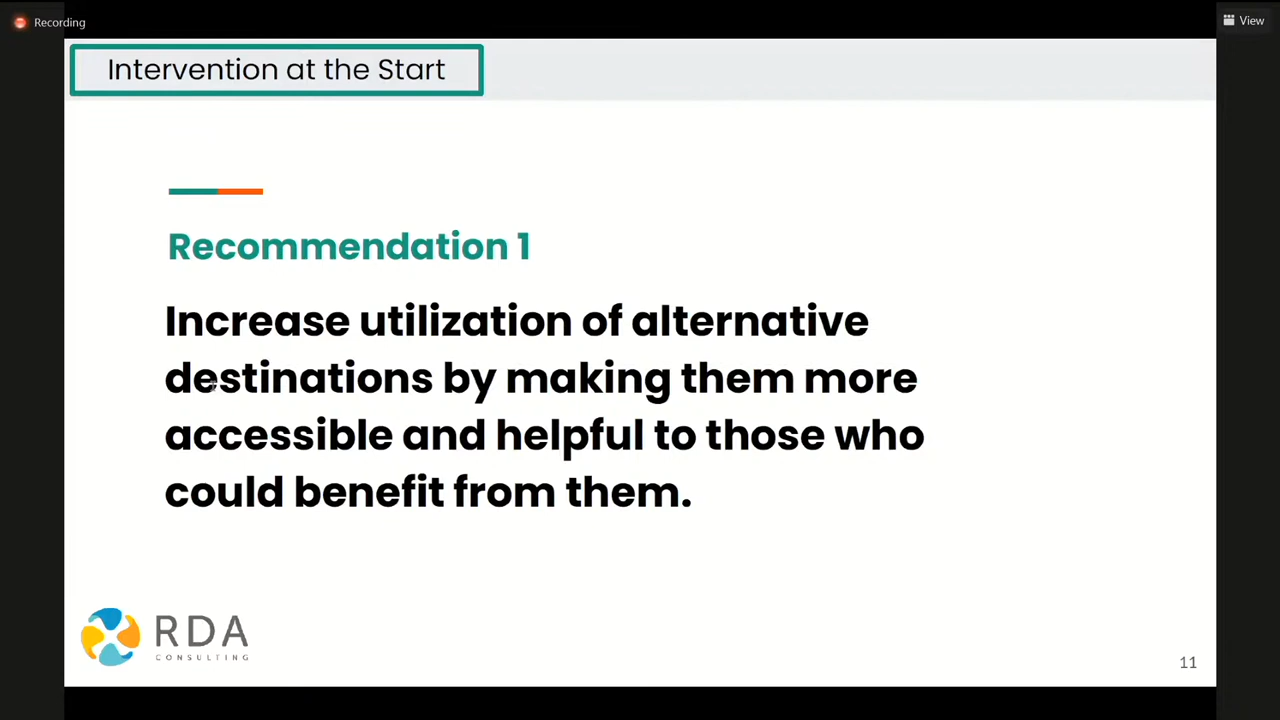 Recording
View
Intervention at the Start
Recommendation 1
Increase utilization of alternative
destinations by making them more
accessible and helpful to those who
could benefit from them.
RDA
CONSULTING
11